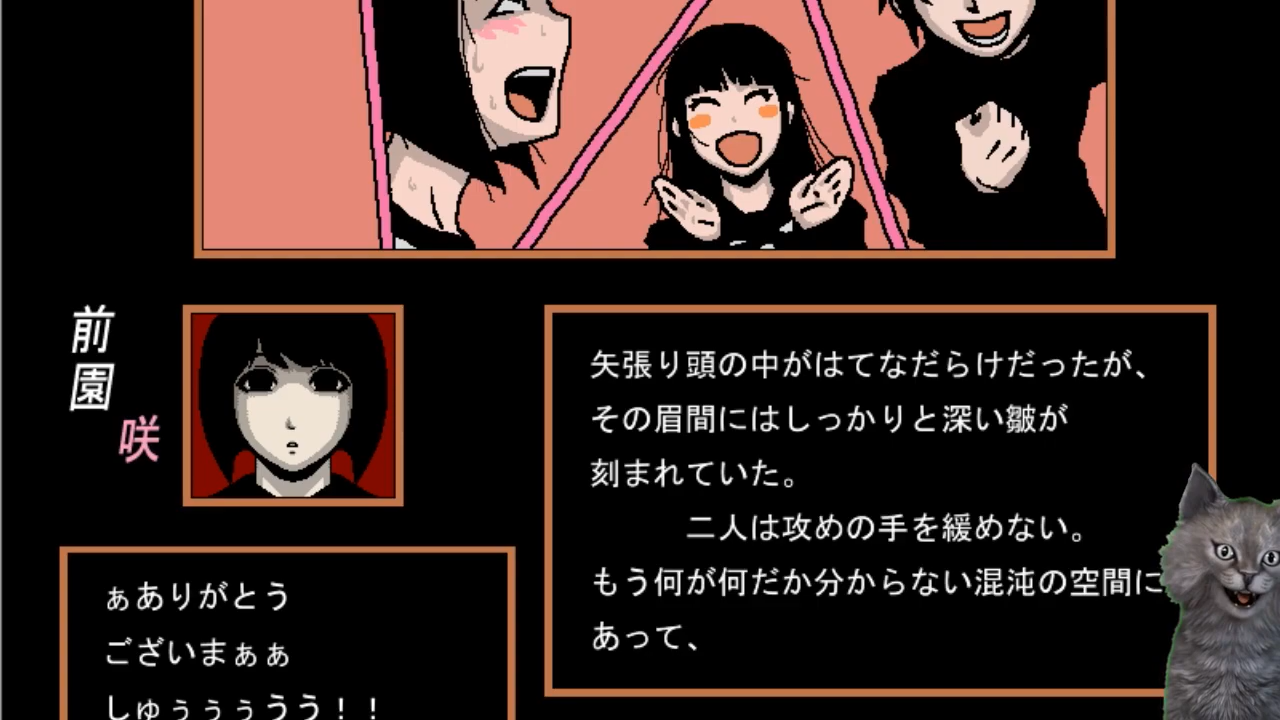 前園
咲
矢張り頭の中がはてなだらけだったが、
その眉間にはしっかりと深い皺が
刻まれていた。
二人は攻めの手を緩めない。
もう何が何だか分からない混沌の空間に
あって、
ぁありがとう
ございまぁぁ
しゅぅぅぅうう！！